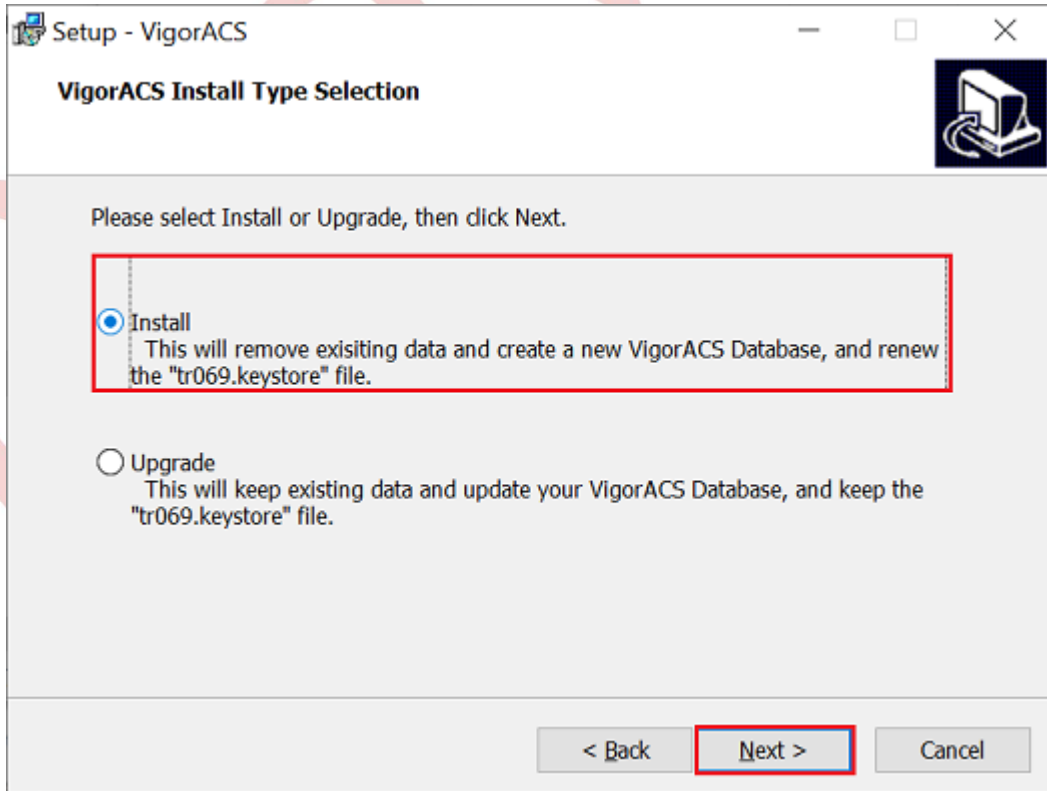 Setup - VigorACS
VigorACS Install Type Selection
Please select Install or Upgrade, then click Next.
Install
This will remove exisiting data and create a new VigorACS Database, and renew
the "tr069.keystore" file.
Upgrade
This will keep existing data and update your VigorACS Database, and keep the
"tr069.keystore" file.
< Back
Next >
Cancel